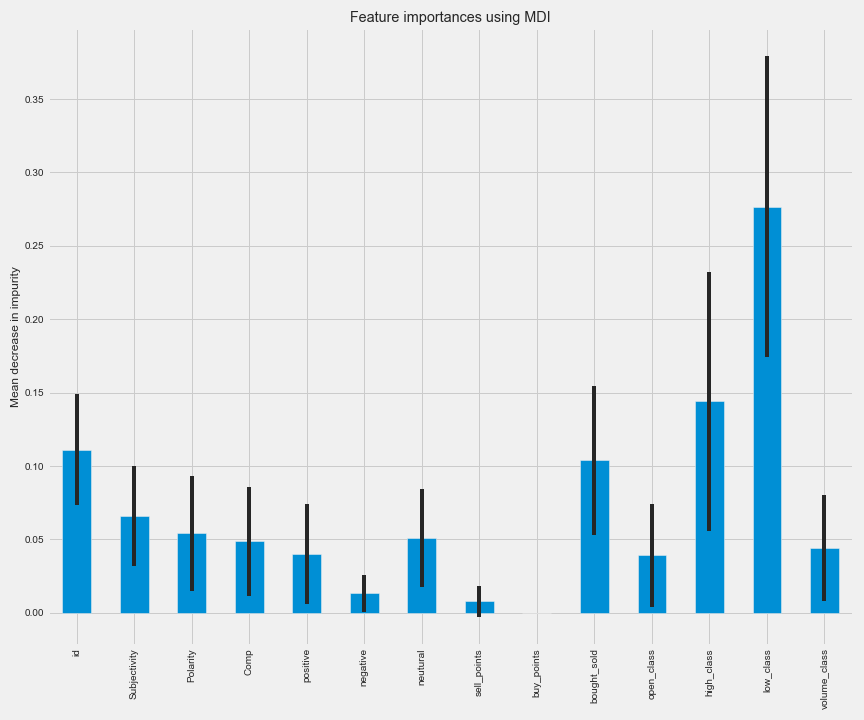 Feature importances using MDI
Mean decrease in impurity
0.35
0.30
0.25
0.20
0.15
0.10
0.05
0.00
id
Subjectivity
Polarity
Comp
positive
negative
neutural
sell_points
buy_points
bought_sold
open_class
high_class
low_class
volume_class